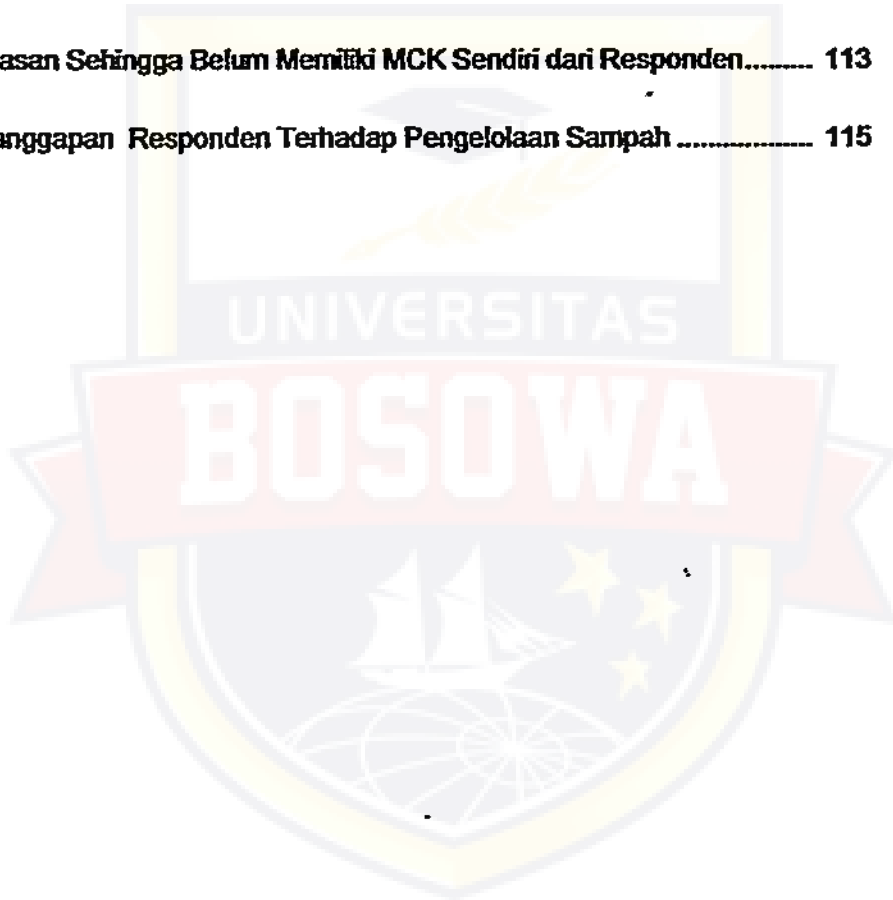 asan Sehingga Belum Memiliki MCK Sendiri dari Responden......... 113
anggapan Responden Terhadap Pengelolaan Sampah .................. 115
UNIVERSITAS
BOSOWA